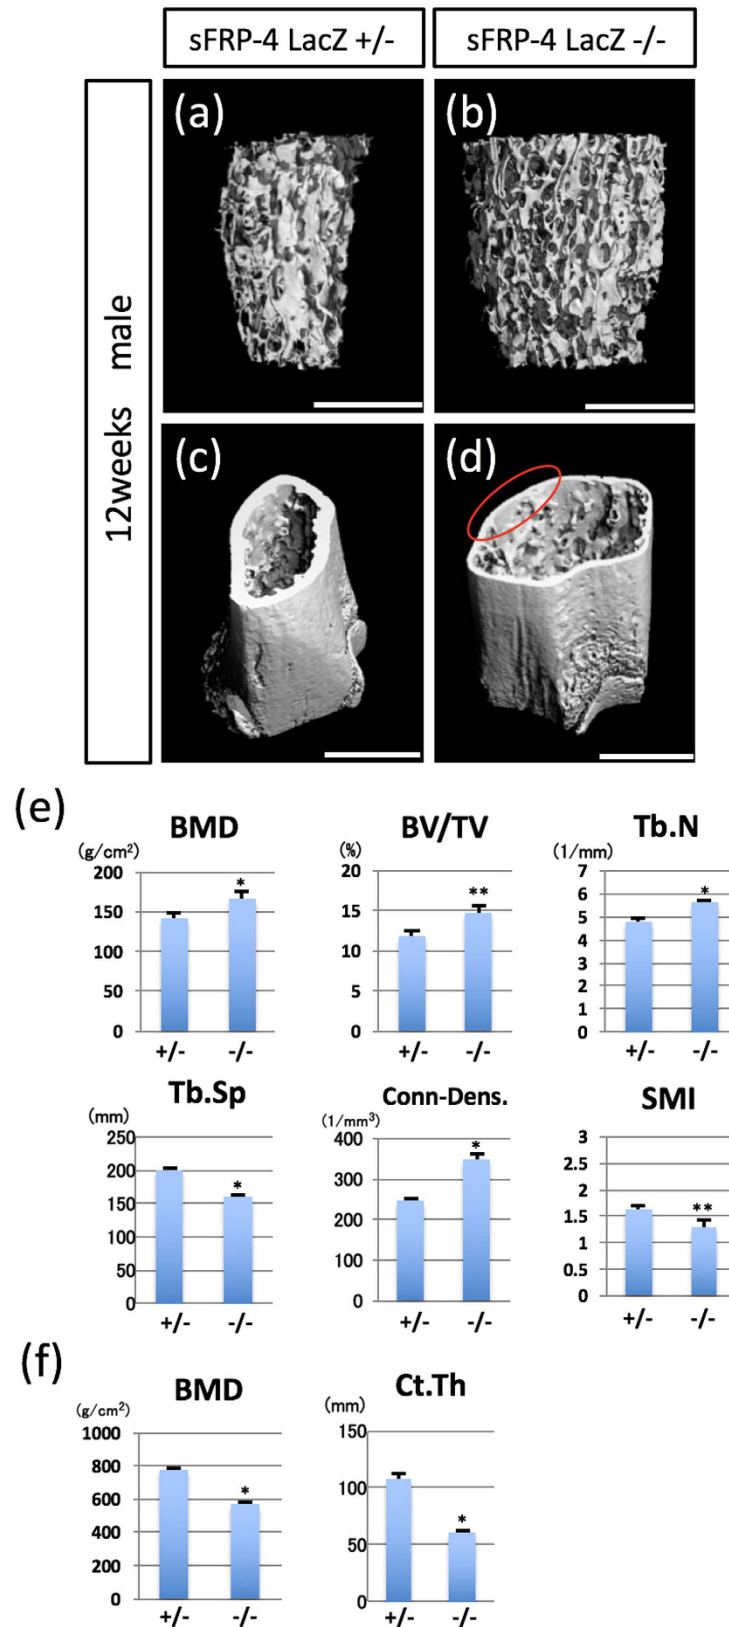 sFRP-4 LacZ +/- sFRP-4 LacZ -/-
12weeks male
(a) (b)
(c) (d)
(e)
BMD BV/TV Tb.N
(g/cm²) (%) (1/mm)
200 20 7
150 15 6
100 10 5
50 5 4
0 0 3
2
1
0
* ** *
+/- -/- +/- -/- +/- -/-
Tb.Sp Conn-Dens. SMI
(mm) (1/mm³)
250 400 3
200 300 2.5
150 200 2
100 100 1.5
50 0 1
0 0.5
0
* * **
+/- -/- +/- -/- +/- -/-
(f)
BMD Ct.Th
(g/cm²) (mm)
1000 150
800 100
600 50
400 0
200
0
* *
+/- -/- +/- -/-